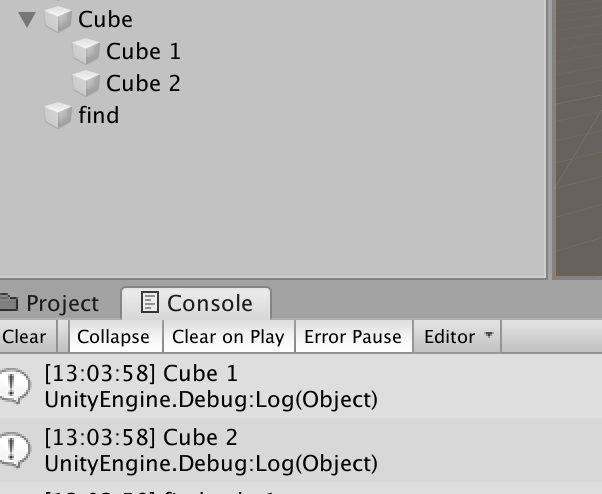 Cube
Cube 1
Cube 2
find
Project
Console
Clear
Collapse
Clear on Play
Error Pause
Editor
[13:03:58] Cube 1
UnityEngine.Debug:Log(Object)
[13:03:58] Cube 2
UnityEngine.Debug:Log(Object)